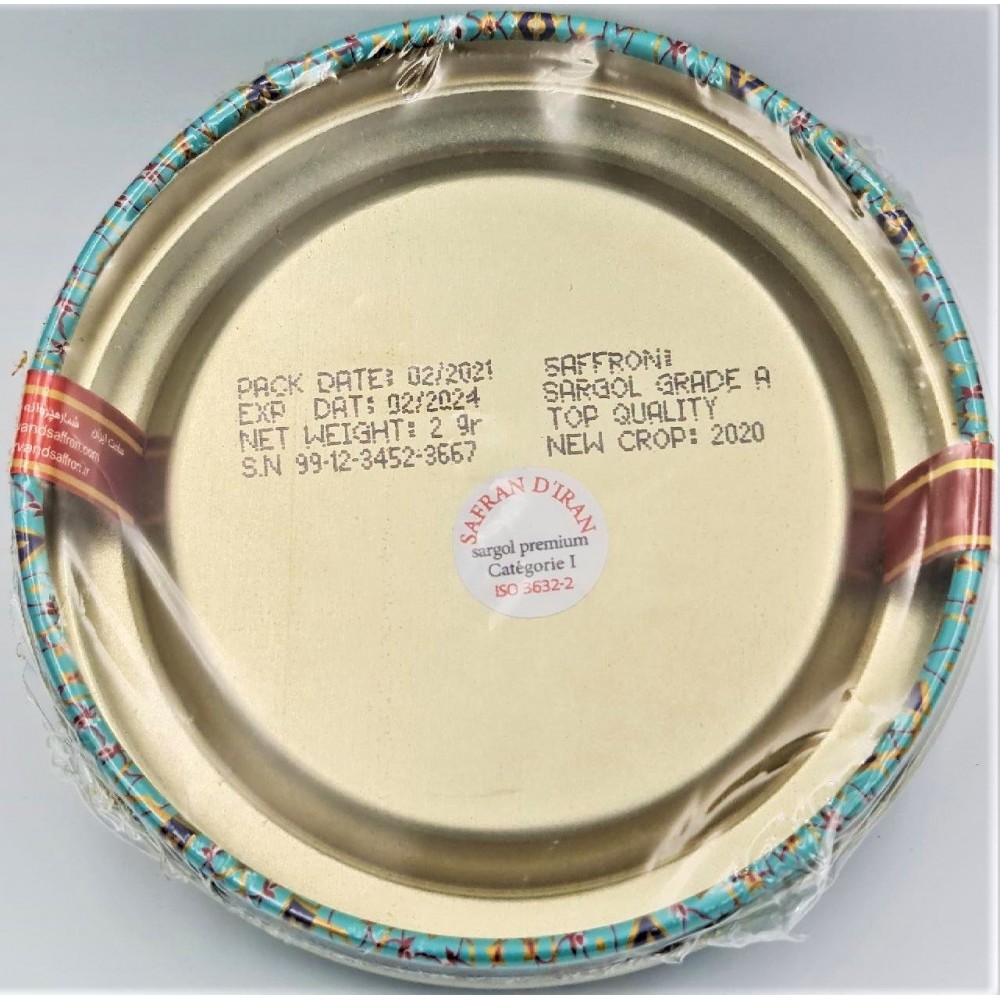 PACK DATE: 02/2021
EXP DAT: 02/2024
NET WEIGHT: 2 gr
S.N 99-12-3452-3667
SAFFRON:
SARGOL GRADE A
TOP QUALITY
NEW CROP: 2020
SAFRAN D'IRAN
sargol premium
Catégorie I
ISO 3632-2